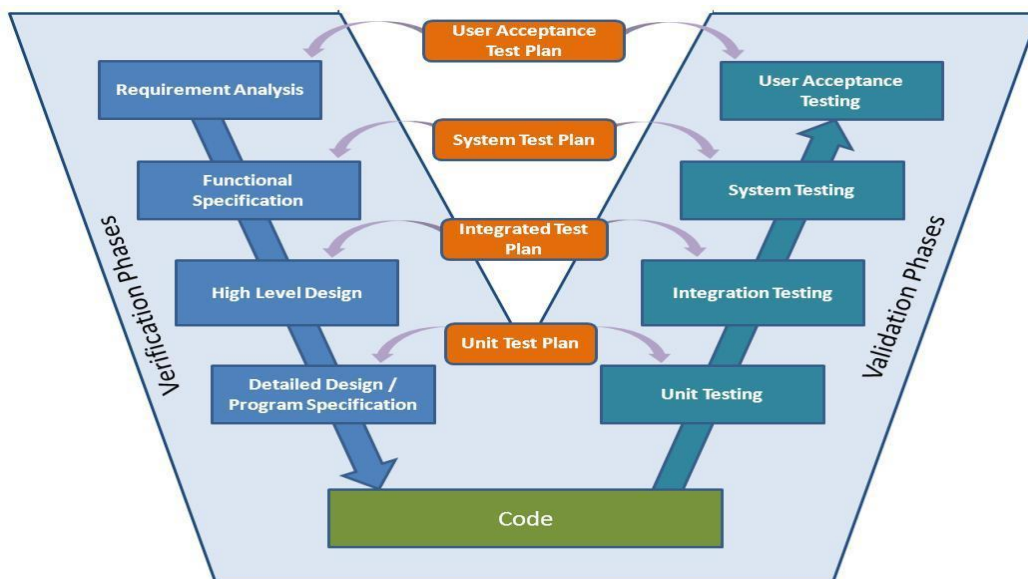 User Acceptance
Test Plan
Requirement Analysis
User Acceptance
Testing
System Test Plan
Functional
Specification
System Testing
Integrated Test
Plan
High Level Design
Integration Testing
Unit Test Plan
Detailed Design /
Program Specification
Unit Testing
Code
Verification Phases
Validation Phases